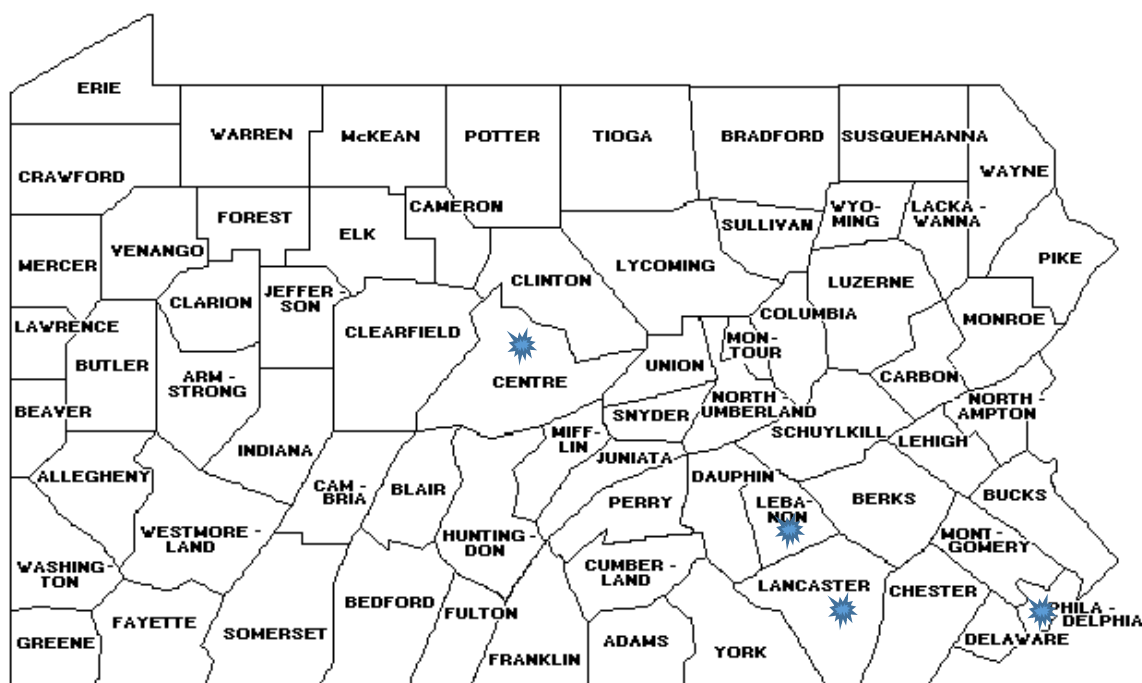 ERIE
WARREN
McKEAN
POTTER
TIOGA
BRADFORD
SUSQUEHANNA
WAYNE
CRAWFORD
FOREST
CAMERON
ELK
SULLIVAN
WYO-
MING
LACKA-
WANNA
VENANGO
MERCER
CLARION
JEFFER-
SON
CLINTON
LYCOMING
LUZERNE
PIKE
LAWRENCE
BUTLER
CLEARFIELD
COLUMBIA
MONROE
ARM-
STRONG
CENTRE
UNION
MON-
TOUR
CARBON
BEAVER
SNYDER
NORTH-
UMBERLAND
NORTH-
AMPTON
INDIANA
MIFF-
LIN
SCHUYLKILL
LEHIGH
ALLEGHENY
CAM-
BRIA
BLAIR
JUNIATA
DAUPHIN
LEBA-
NON
BERKS
BUCKS
WESTMORE-
LAND
HUNTING-
DON
PERRY
MONT-
GOMERY
WASHING-
TON
CUMBER-
LAND
LANCASTER
CHESTER
BEDFORD
FULTON
PHILA-
DELPHIA
GREENE
FAYETTE
SOMERSET
FRANKLIN
ADAMS
YORK
DELAWARE